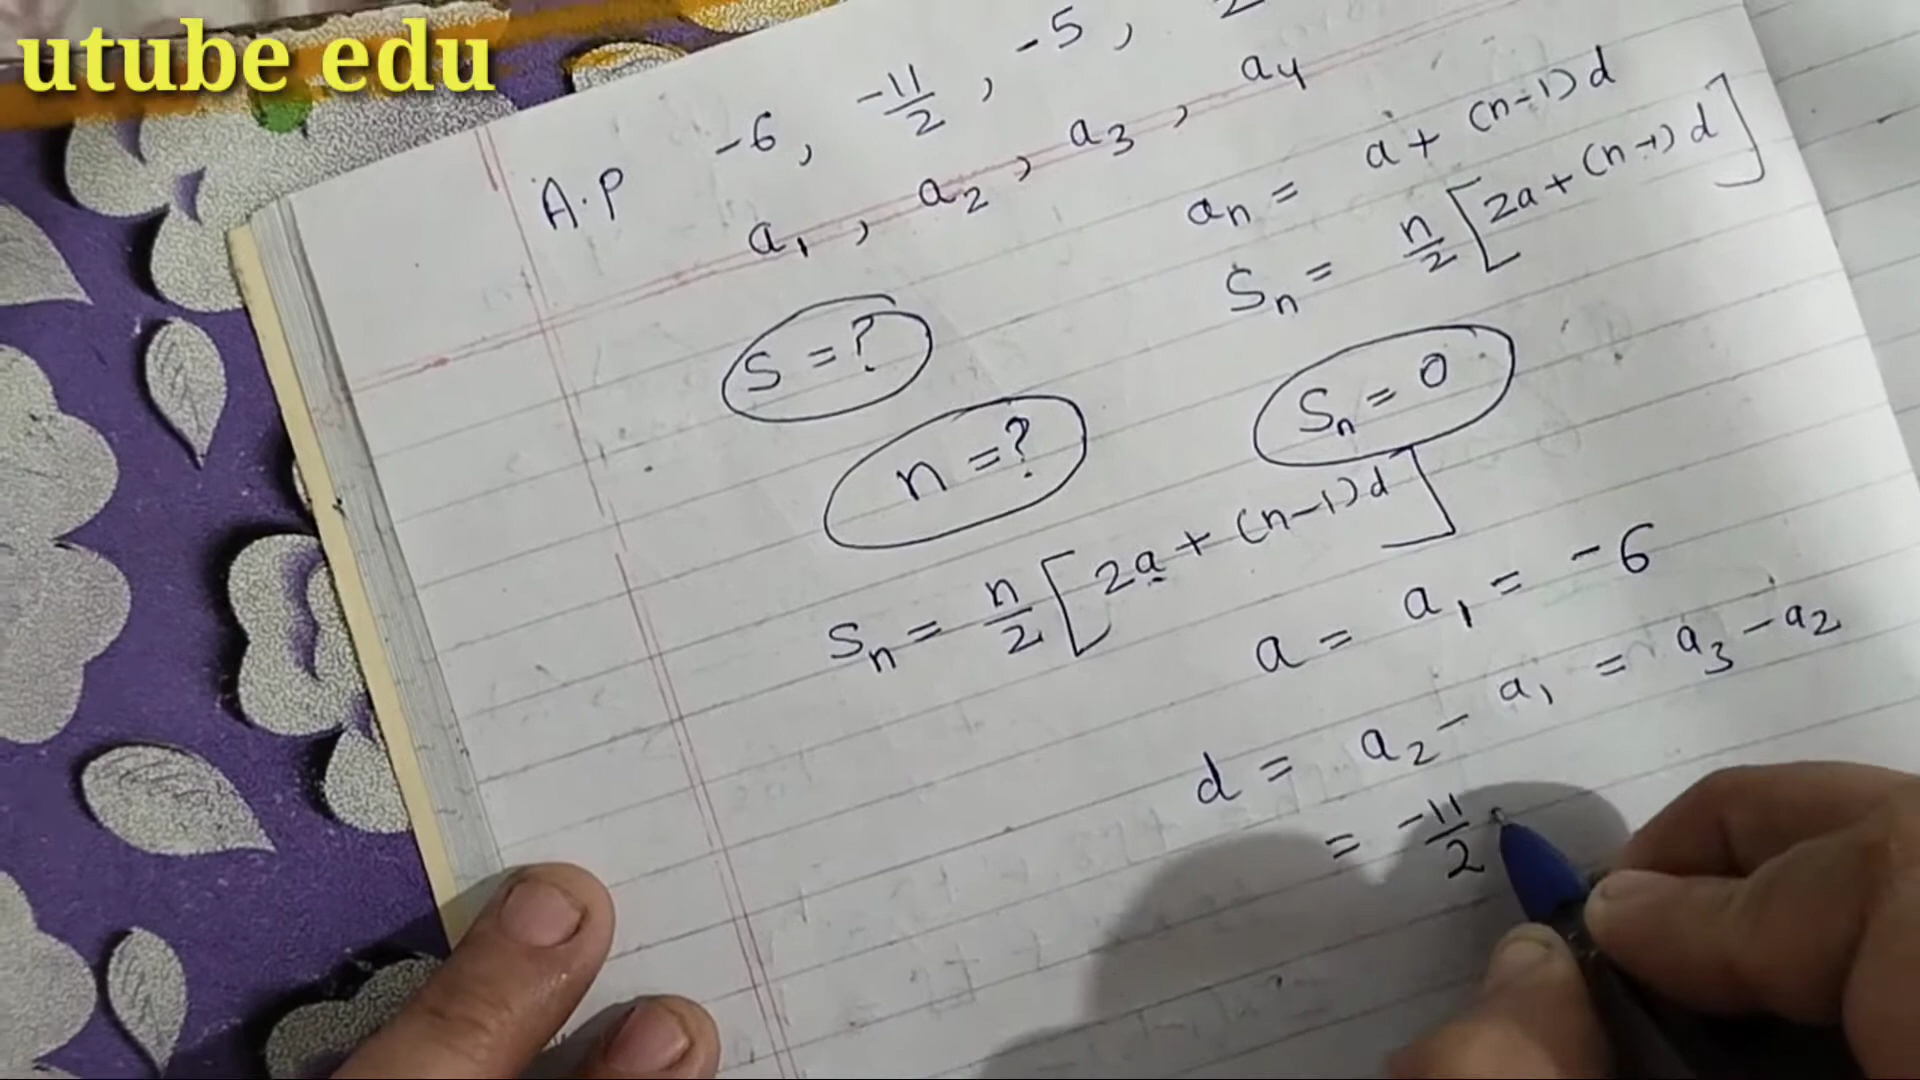 utube edu
A.P -6, -11/2, -5,
a₁, a₂, a₃, a₄
aₙ = a + (n-1)d
Sₙ = n/2 [2a + (n-1)d]
S = ?
n = ?
Sₙ = 0
Sₙ = n/2 [2a + (n-1)d]
a = a₁ = -6
d = a₂ - a₁ = a₃ - a₂
= -11/2